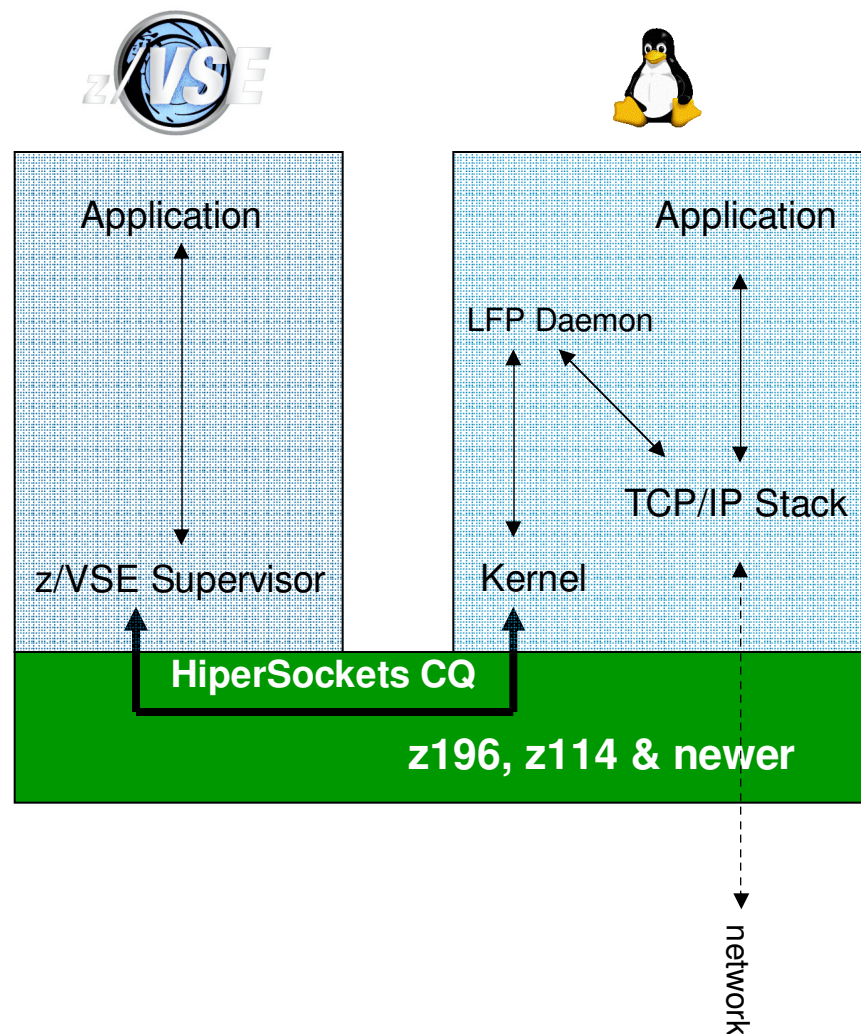 z/VSE
Application
Application
LFP Daemon
TCP/IP Stack
z/VSE Supervisor
Kernel
HiperSockets CQ
z196, z114 & newer
network